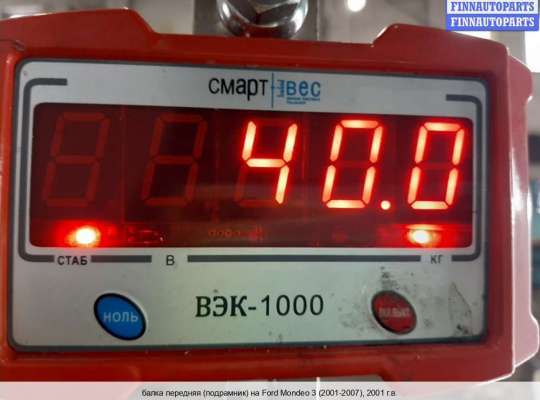 FINNAUTOPARTS
FINNAUTOPARTS
смарт вес
40.0
СТАБ В КГ
ВЭК-1000
НОЛЬ
балка передняя (подрамник) на Ford Mondeo 3 (2001-2007), 2001 г.в.